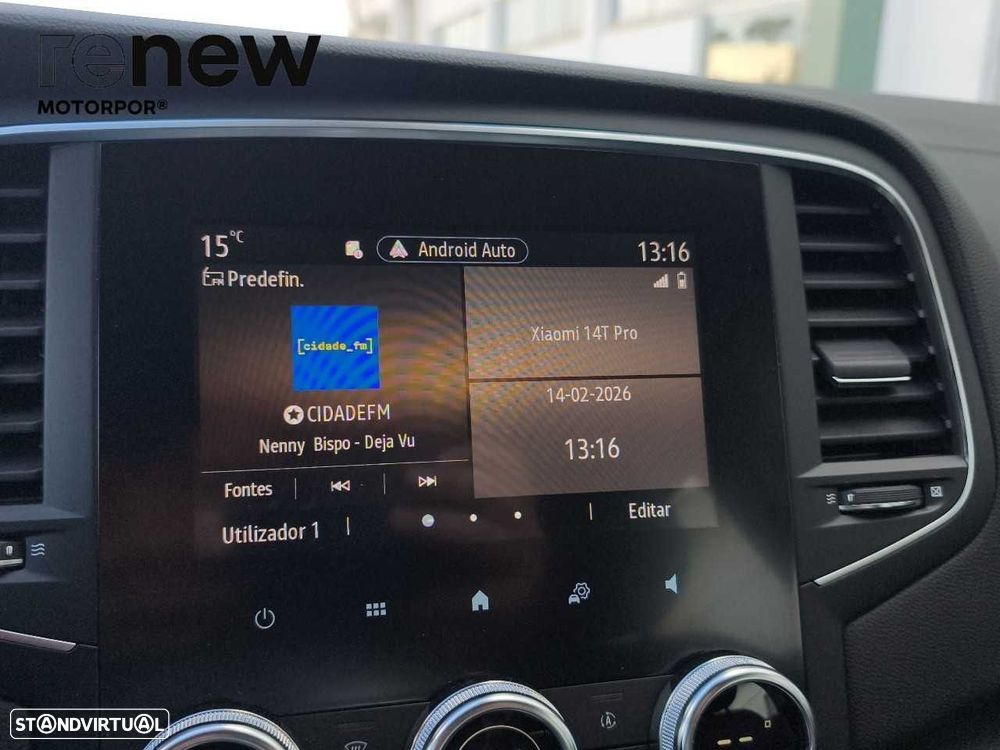 renew
MOTORPOR®
15°C
Android Auto
13:16
FM Predefin.
[cidade_fm]
CIDADEFM
Nenny Bispo - Deja Vu
Xiaomi 14T Pro
14-02-2026
13:16
Fontes
Utilizador 1
Editar
A
STANDVIRTUAL